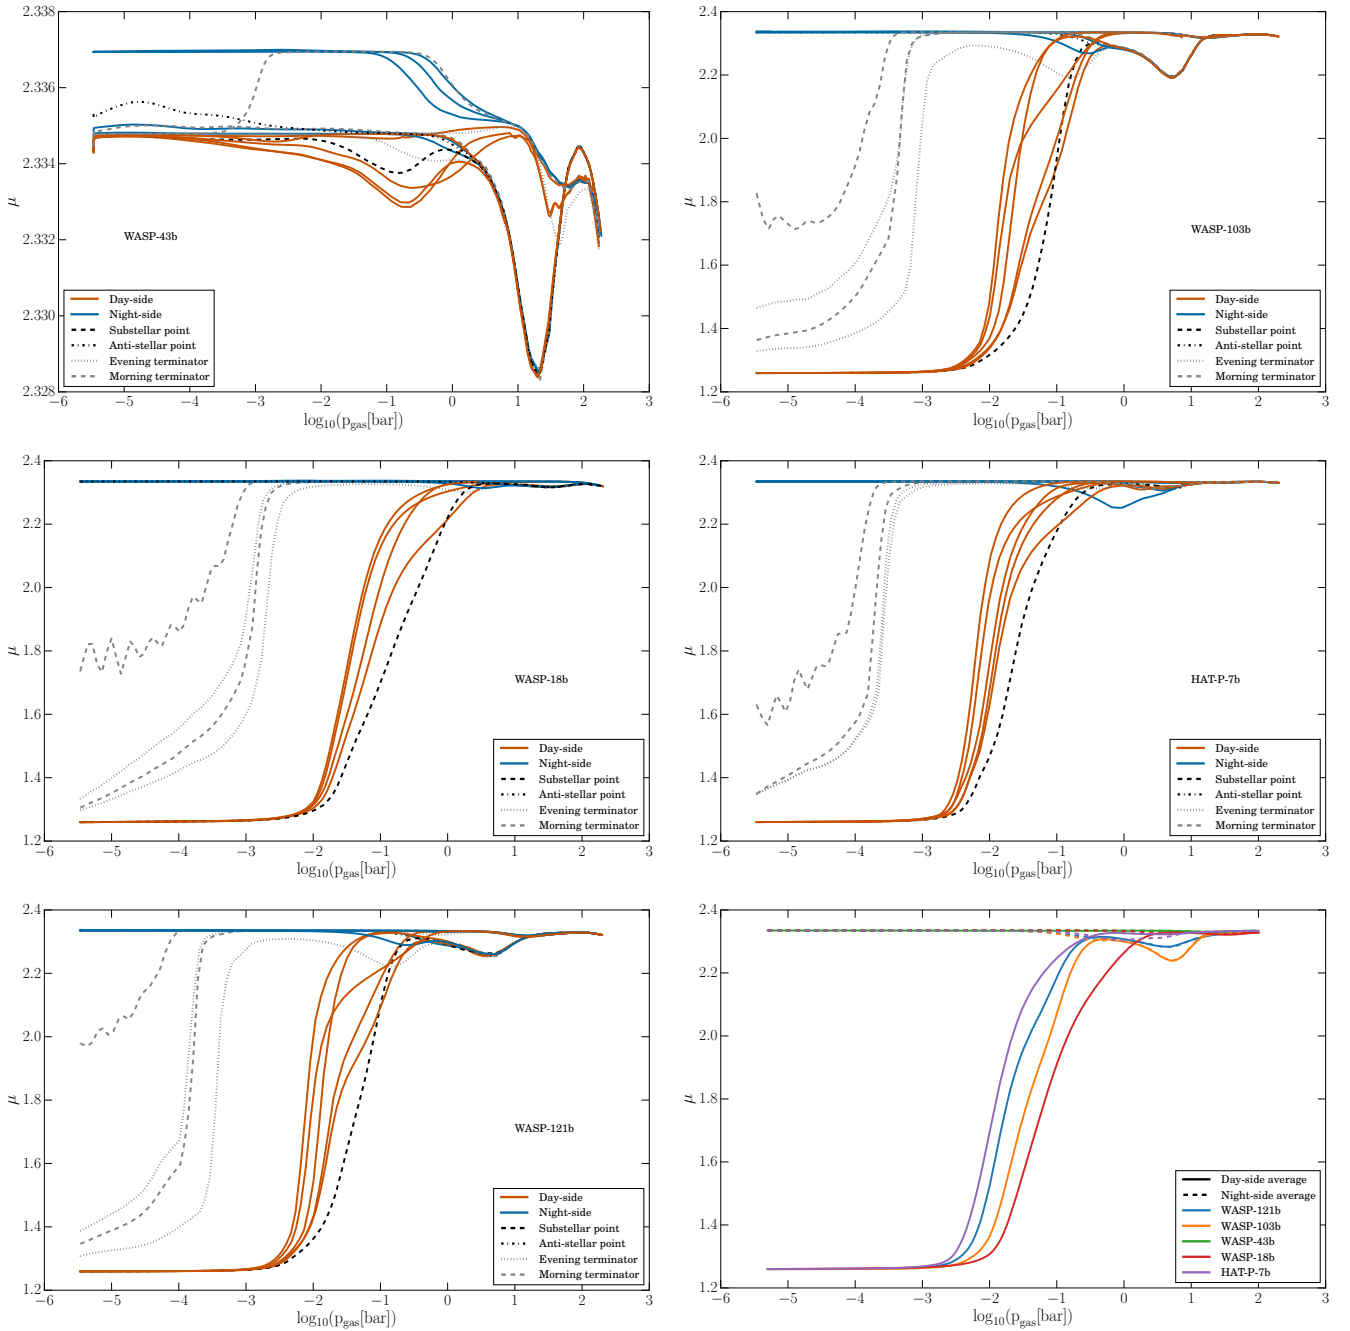 2.338
2.336
2.334
2.332
2.330
2.328
μ
WASP-43b
Day-side
Night-side
Substellar point
Anti-stellar point
Evening terminator
Morning terminator
−6 −5 −4 −3 −2 −1 0 1 2 3
log10(pgas[bar])
2.4
2.2
2.0
1.8
1.6
1.4
1.2
μ
WASP-103b
Day-side
Night-side
Substellar point
Anti-stellar point
Evening terminator
Morning terminator
−6 −5 −4 −3 −2 −1 0 1 2 3
log10(pgas[bar])
2.4
2.2
2.0
1.8
1.6
1.4
1.2
μ
WASP-18b
Day-side
Night-side
Substellar point
Anti-stellar point
Evening terminator
Morning terminator
−6 −5 −4 −3 −2 −1 0 1 2 3
log10(pgas[bar])
2.4
2.2
2.0
1.8
1.6
1.4
1.2
μ
HAT-P-7b
Day-side
Night-side
Substellar point
Anti-stellar point
Evening terminator
Morning terminator
−6 −5 −4 −3 −2 −1 0 1 2 3
log10(pgas[bar])
2.4
2.2
2.0
1.8
1.6
1.4
1.2
μ
WASP-121b
Day-side
Night-side
Substellar point
Anti-stellar point
Evening terminator
Morning terminator
−6 −5 −4 −3 −2 −1 0 1 2 3
log10(pgas[bar])
2.4
2.2
2.0
1.8
1.6
1.4
1.2
μ
Day-side average
Night-side average
WASP-121b
WASP-103b
WASP-43b
WASP-18b
HAT-P-7b
−6 −5 −4 −3 −2 −1 0 1 2 3
log10(pgas[bar])